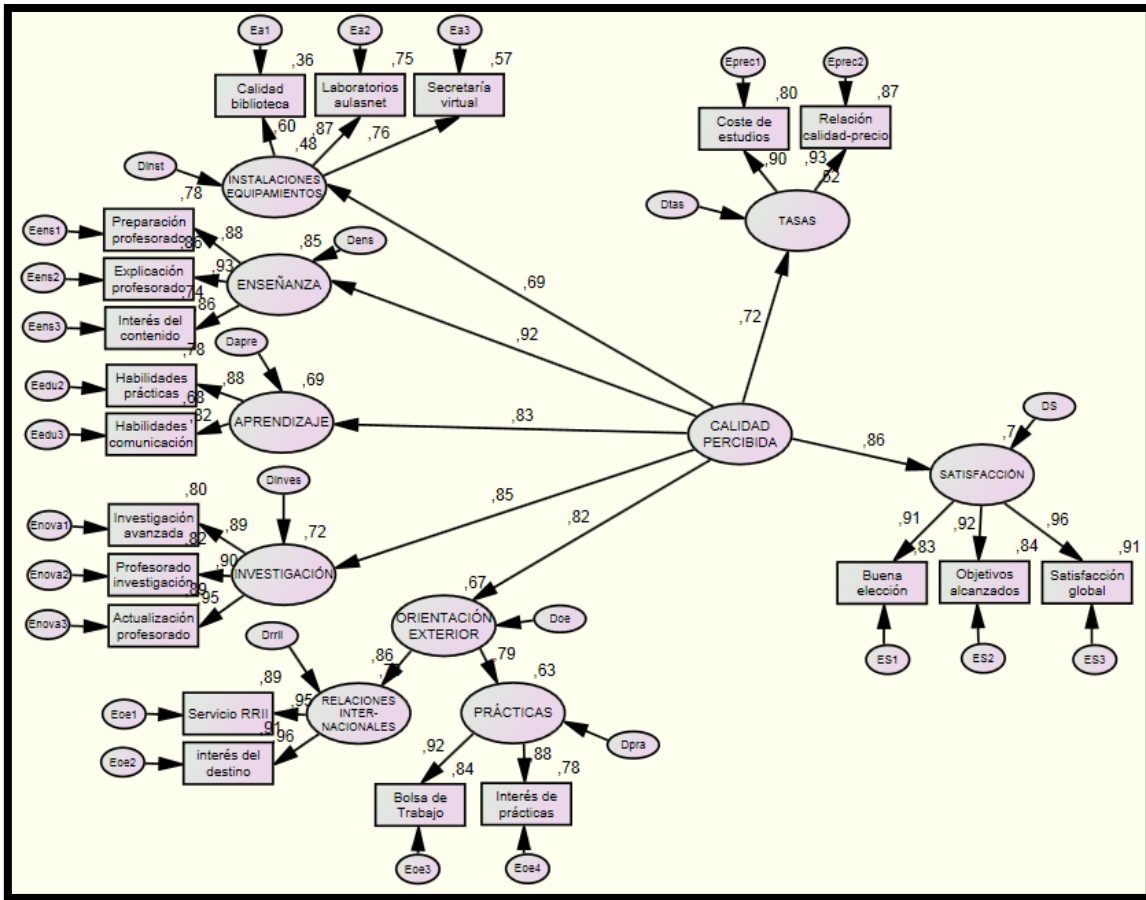 Ea1
Ea2
Ea3
,36
,75
,57
Calidad
biblioteca
Laboratorios
aulasnet
Secretaría
virtual
,60
,87
,76
,48
DInst
INSTALACIONES
EQUIPAMIENTOS
Eprec1
Eprec2
,80
,87
Coste de
estudios
Relación
calidad-precio
,90
,93
,52
Dtas
TASAS
,78
Eens1
Preparación
profesorado
,88
,86
Eens2
Explicación
profesorado
,93
,74
Eens3
Interés del
contenido
,86
,85
Dens
ENSEÑANZA
,69
,92
,72
,78
Dapre
Eedu2
Habilidades
prácticas
,88
,68
Eedu3
Habilidades
comunicación
,82
,69
APRENDIZAJE
,83
CALIDAD
PERCIBIDA
,86
DS
,7
SATISFACCIÓN
,91
,92
,96
,83
,84
,91
Buena
elección
Objetivos
alcanzados
Satisfacción
global
ES1
ES2
ES3
,80
DInves
Enova1
Investigación
avanzada
,89
,82
Enova2
Profesorado
investigación
,90
,89
Enova3
Actualización
profesorado
,95
,72
INVESTIGACIÓN
,85
,82
,67
ORIENTACIÓN
EXTERIOR
Doe
Drrii
,86
,7
,79
,63
,89
Eoe1
Servicio RRII
,95
,91
Eoe2
interés del
destino
,96
RELACIONES
INTER-
NACIONALES
PRÁCTICAS
Dpra
,92
,88
,84
,78
Bolsa de
Trabajo
Interés de
prácticas
Eoe3
Eoe4